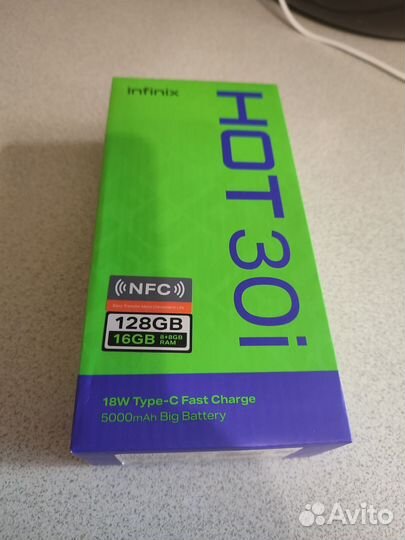 infinix
HOT 30i
((NFC))
128GB
16GB 8+8GB RAM
18W Type-C Fast Charge
5000mAh Big Battery
Avito